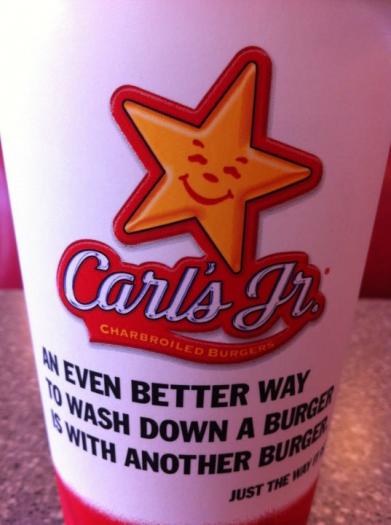 Carl's Jr.
CHARBROILED BURGERS
AN EVEN BETTER WAY
TO WASH DOWN A BURGER
IS WITH ANOTHER BURGER.
JUST THE WAY